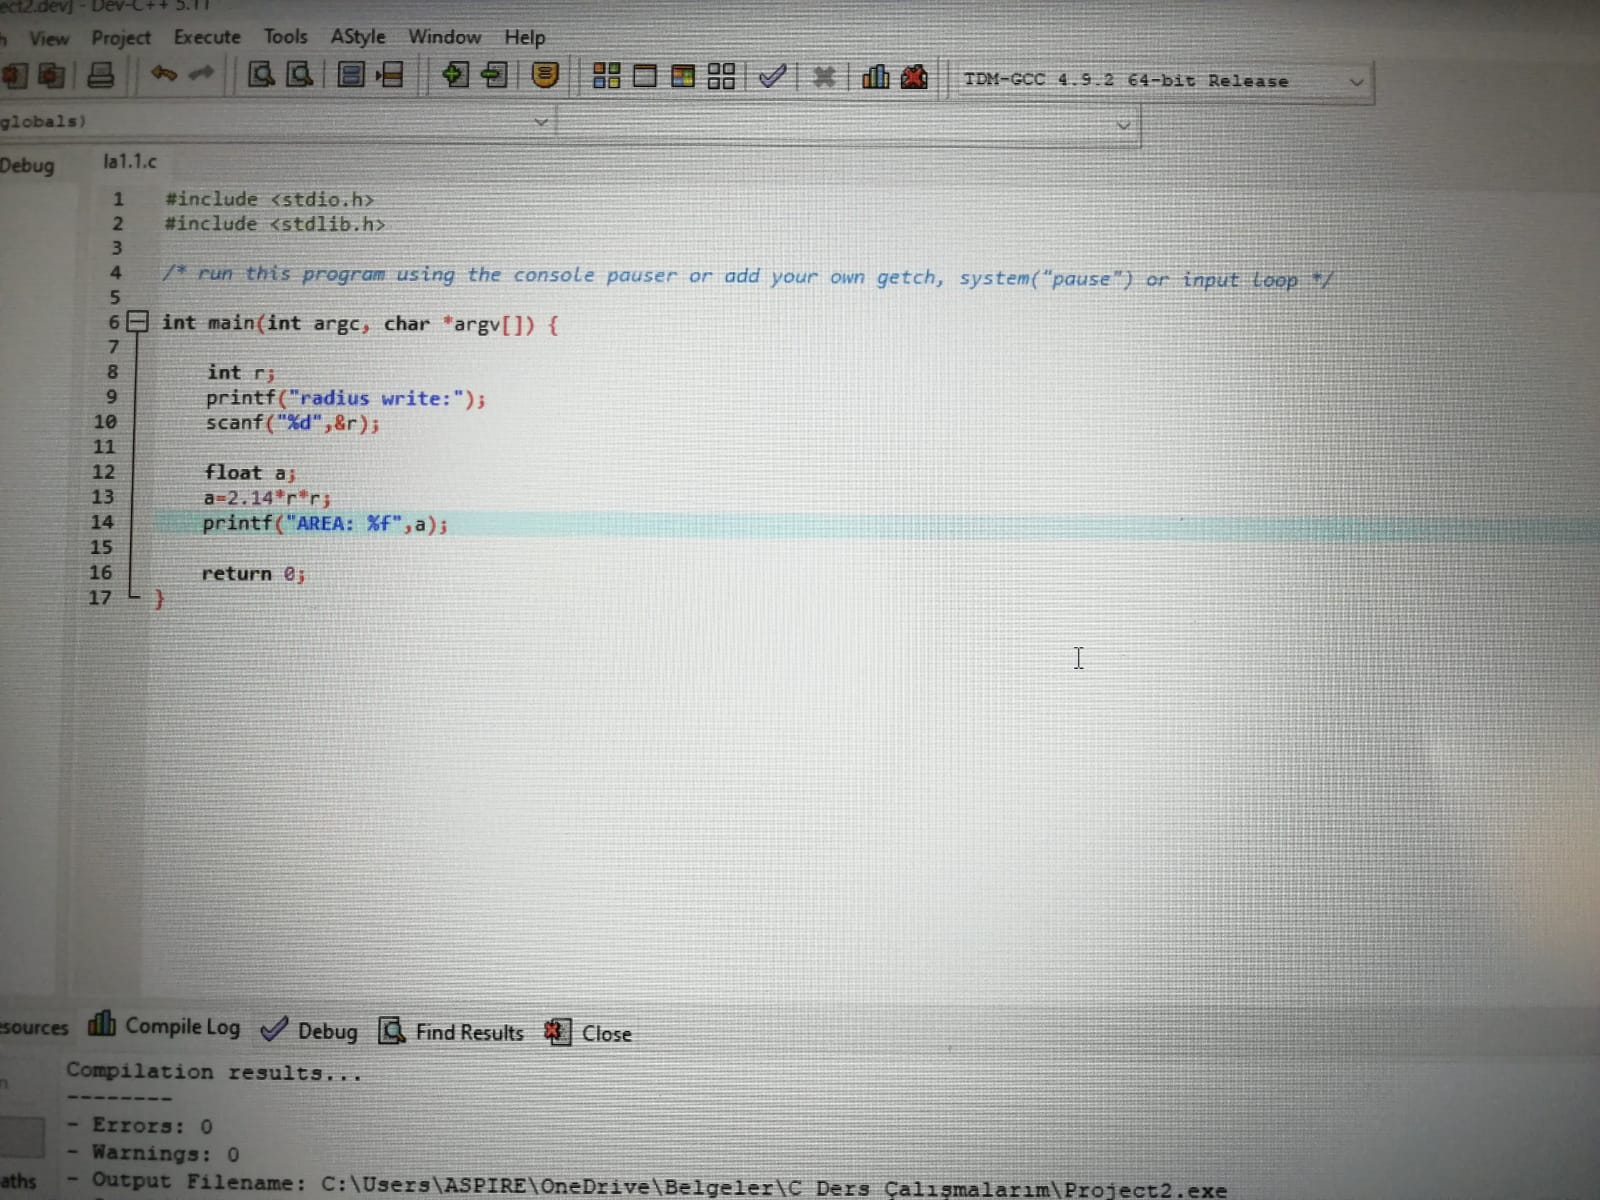 ect2.dev] - Dev-C++ 5.11
h View Project Execute Tools AStyle Window Help
TDM-GCC 4.9.2 64-bit Release
globals)
Debug la1.1.c
1 #include <stdio.h>
2 #include <stdlib.h>
3
4 /* run this program using the console pauser or add your own getch, system("pause") or input loop */
5
6 int main(int argc, char *argv[]) {
7
8 int r;
9 printf("radius write:");
10 scanf("%d",&r);
11
12 float a;
13 a=2.14*r*r;
14 printf("AREA: %f",a);
15
16 return 0;
17 }
esources Compile Log Debug Find Results Close
n
Compilation results...
--------
- Errors: 0
- Warnings: 0
aths - Output Filename: C:\Users\ASPIRE\OneDrive\Belgeler\C Ders Çalışmalarım\Project2.exe